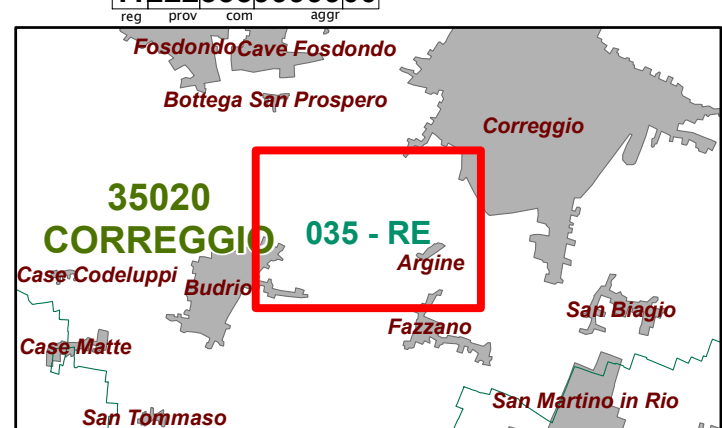 reg prov com aggr
Fosdondo Cave Fosdondo
Bottega San Prospero
Correggio
35020
CORREGGIO
035 - RE
Argine
Case Codeluppi
Budrio
San Biagio
Fazzano
Case Matte
San Martino in Rio
San Tommaso